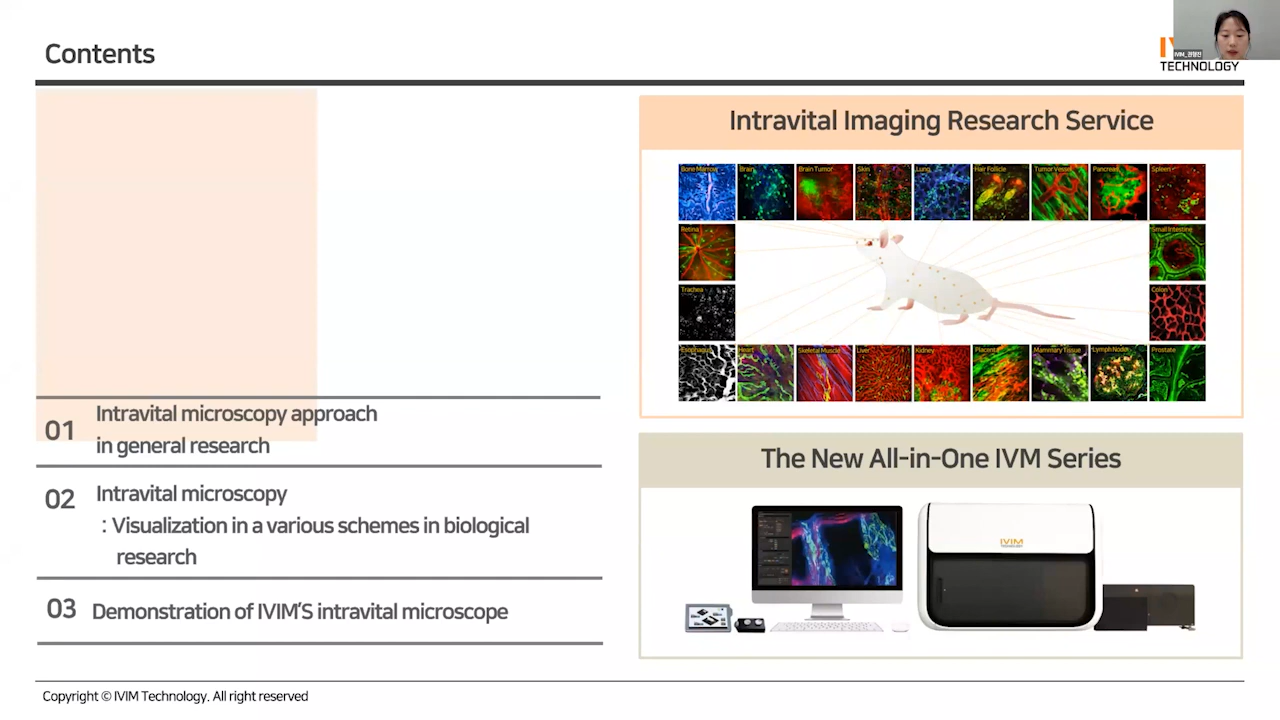 Contents
TECHNOLOGY
01
Intravital microscopy approach
in general research
02
Intravital microscopy
: Visualization in a various schemes in biological
research
03
Demonstration of IVIM'S intravital microscope
Intravital Imaging Research Service
Bone Marrow
Brain
Brain Tumor
Skin
Lung
Hair Follicle
Tumor Vessel
Pancreas
Spleen
Retina
Small Intestine
Trachea
Colon
Esophagus
Heart
Skeletal Muscle
Liver
Kidney
Placenta
Mammary Tissue
Lymph Node
Prostate
The New All-in-One IVM Series
IVIM
TECHNOLOGY
Copyright © IVIM Technology. All right reserved